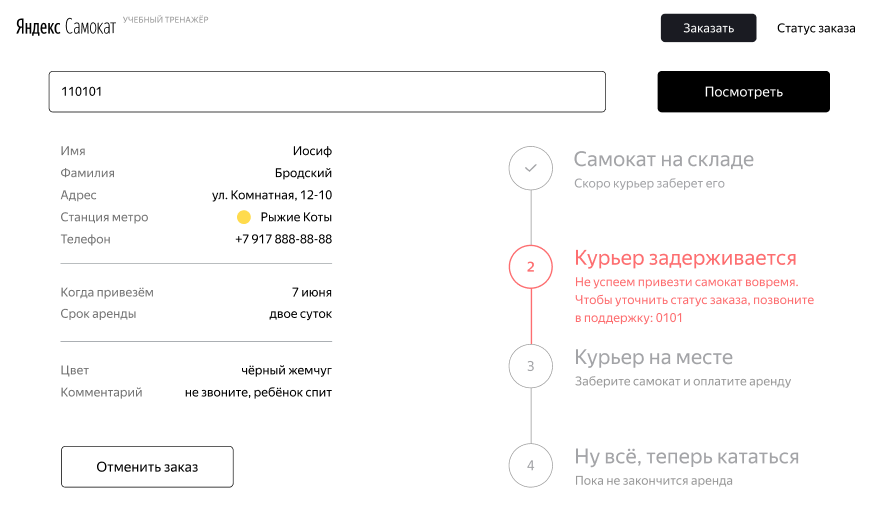 Яндекс Самокат УЧЕБНЫЙ ТРЕНАЖЁР
Заказать
Статус заказа
110101
Посмотреть
Имя Иосиф
Фамилия Бродский
Адрес ул. Комнатная, 12-10
Станция метро Рыжие Коты
Телефон +7 917 888-88-88
Когда привезём 7 июня
Срок аренды двое суток
Цвет чёрный жемчуг
Комментарий не звоните, ребёнок спит
Отменить заказ
Самокат на складе
Скоро курьер заберет его
2
Курьер задерживается
Не успеем привезти самокат вовремя.
Чтобы уточнить статус заказа, позвоните
в поддержку: 0101
3
Курьер на месте
Заберите самокат и оплатите аренду
4
Ну всё, теперь кататься
Пока не закончится аренда